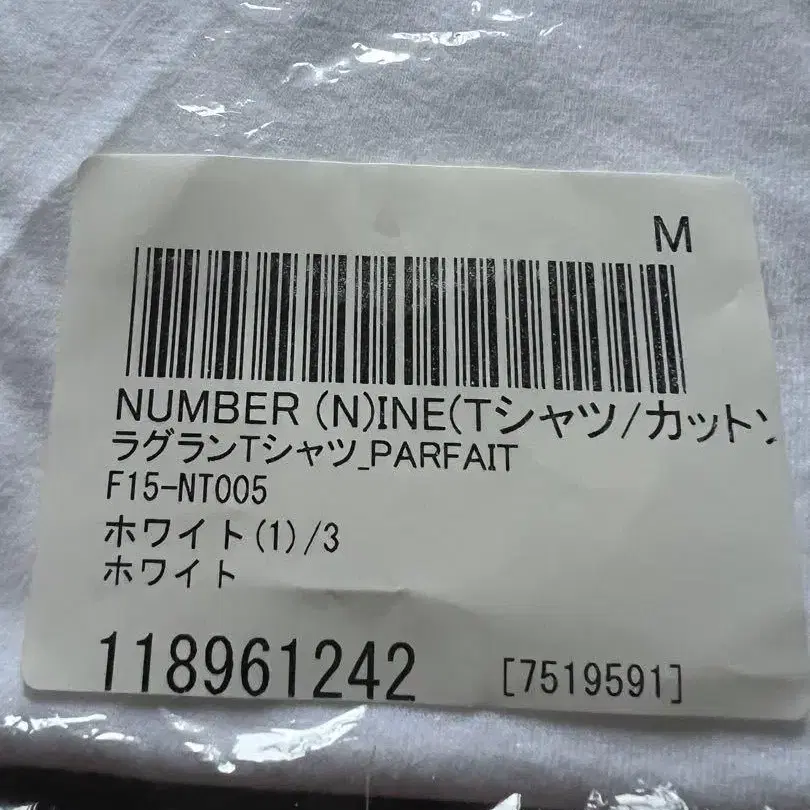 M
NUMBER (N)INE(Tシャツ/カットソ
ラグランTシャツ_PARFAIT
F15-NT005
ホワイト(1)/3
ホワイト
118961242 [7519591]